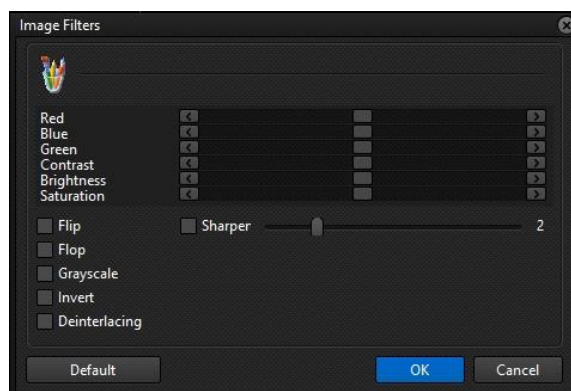 Image Filters
Red
Blue
Green
Contrast
Brightness
Saturation
Flip
Sharper 2
Flop
Grayscale
Invert
Deinterlacing
Default OK Cancel